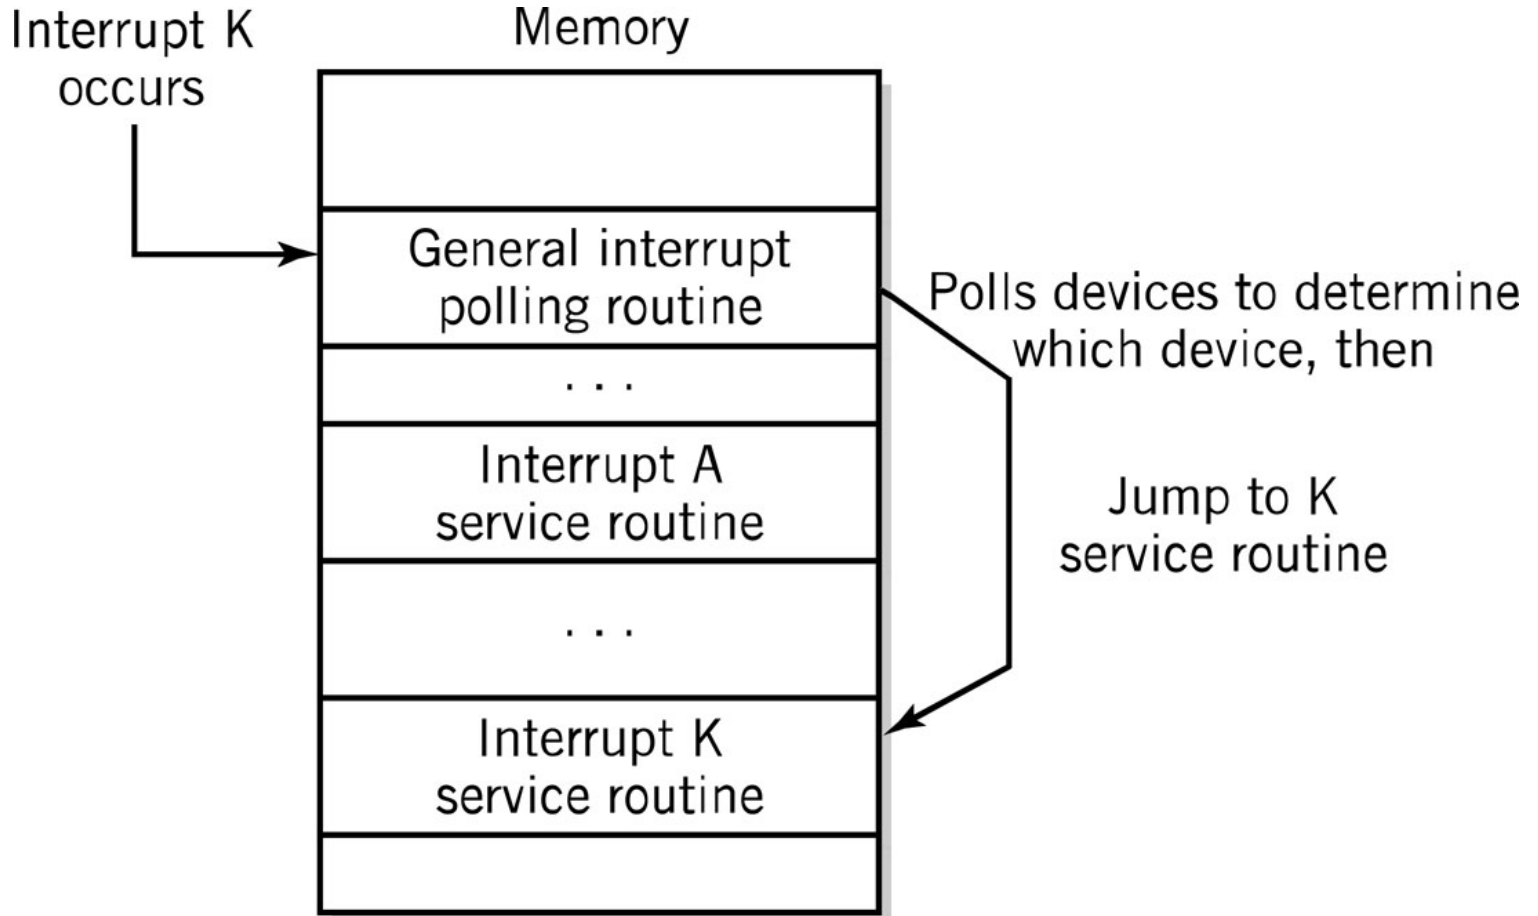 Interrupt K
occurs
Memory
General interrupt
polling routine
Polls devices to determine
which device, then
. . .
Interrupt A
service routine
Jump to K
service routine
. . .
Interrupt K
service routine